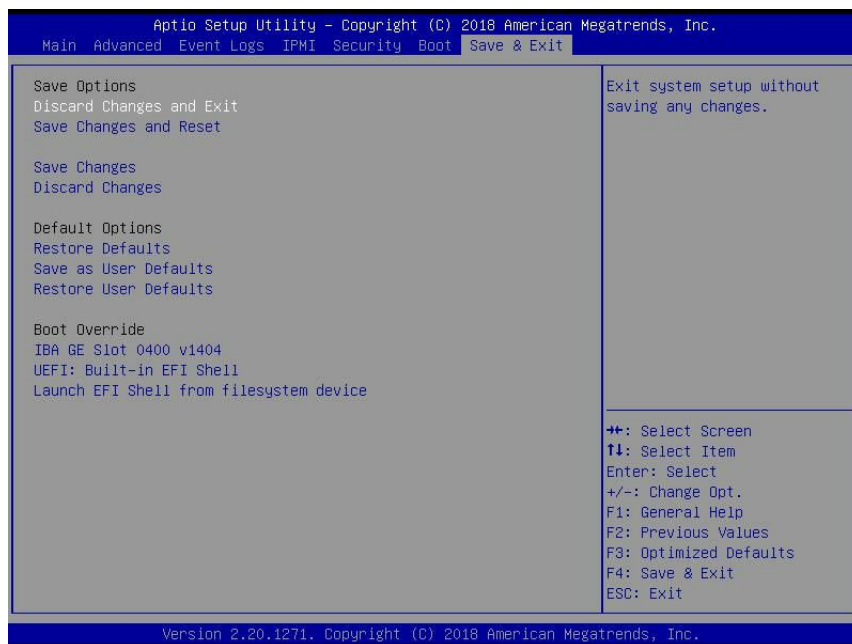 Aptio Setup Utility – Copyright (C) 2018 American Megatrends, Inc.
Main Advanced Event Logs IPMI Security Boot Save & Exit
Save Options
Discard Changes and Exit
Save Changes and Reset
Save Changes
Discard Changes
Default Options
Restore Defaults
Save as User Defaults
Restore User Defaults
Boot Override
IBA GE Slot 0400 v1404
UEFI: Built-in EFI Shell
Launch EFI Shell from filesystem device
Exit system setup without
saving any changes.
→←: Select Screen
↑↓: Select Item
Enter: Select
+/-: Change Opt.
F1: General Help
F2: Previous Values
F3: Optimized Defaults
F4: Save & Exit
ESC: Exit
Version 2.20.1271. Copyright (C) 2018 American Megatrends, Inc.